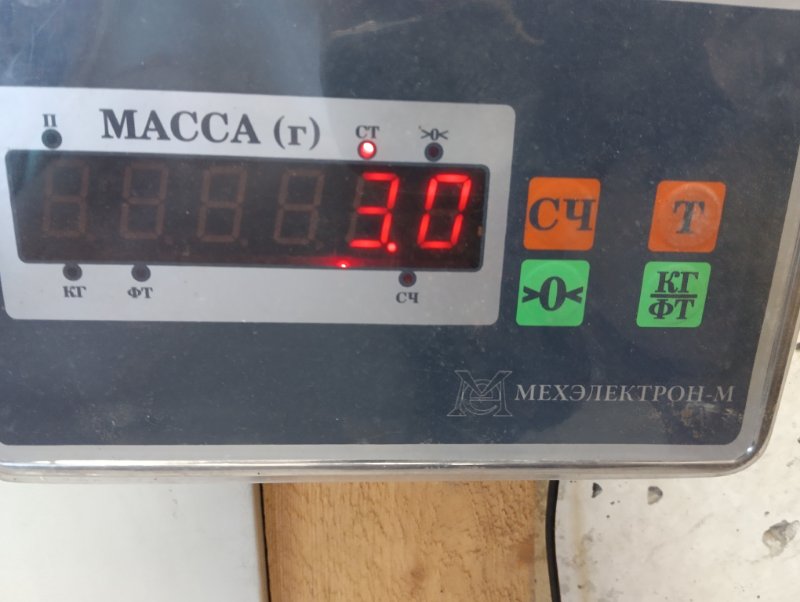 П МАССА (г) СТ >0<
3.0
КГ ФТ СЧ
СЧ Т
>0< КГ/ФТ
МЕХЭЛЕКТРОН-М